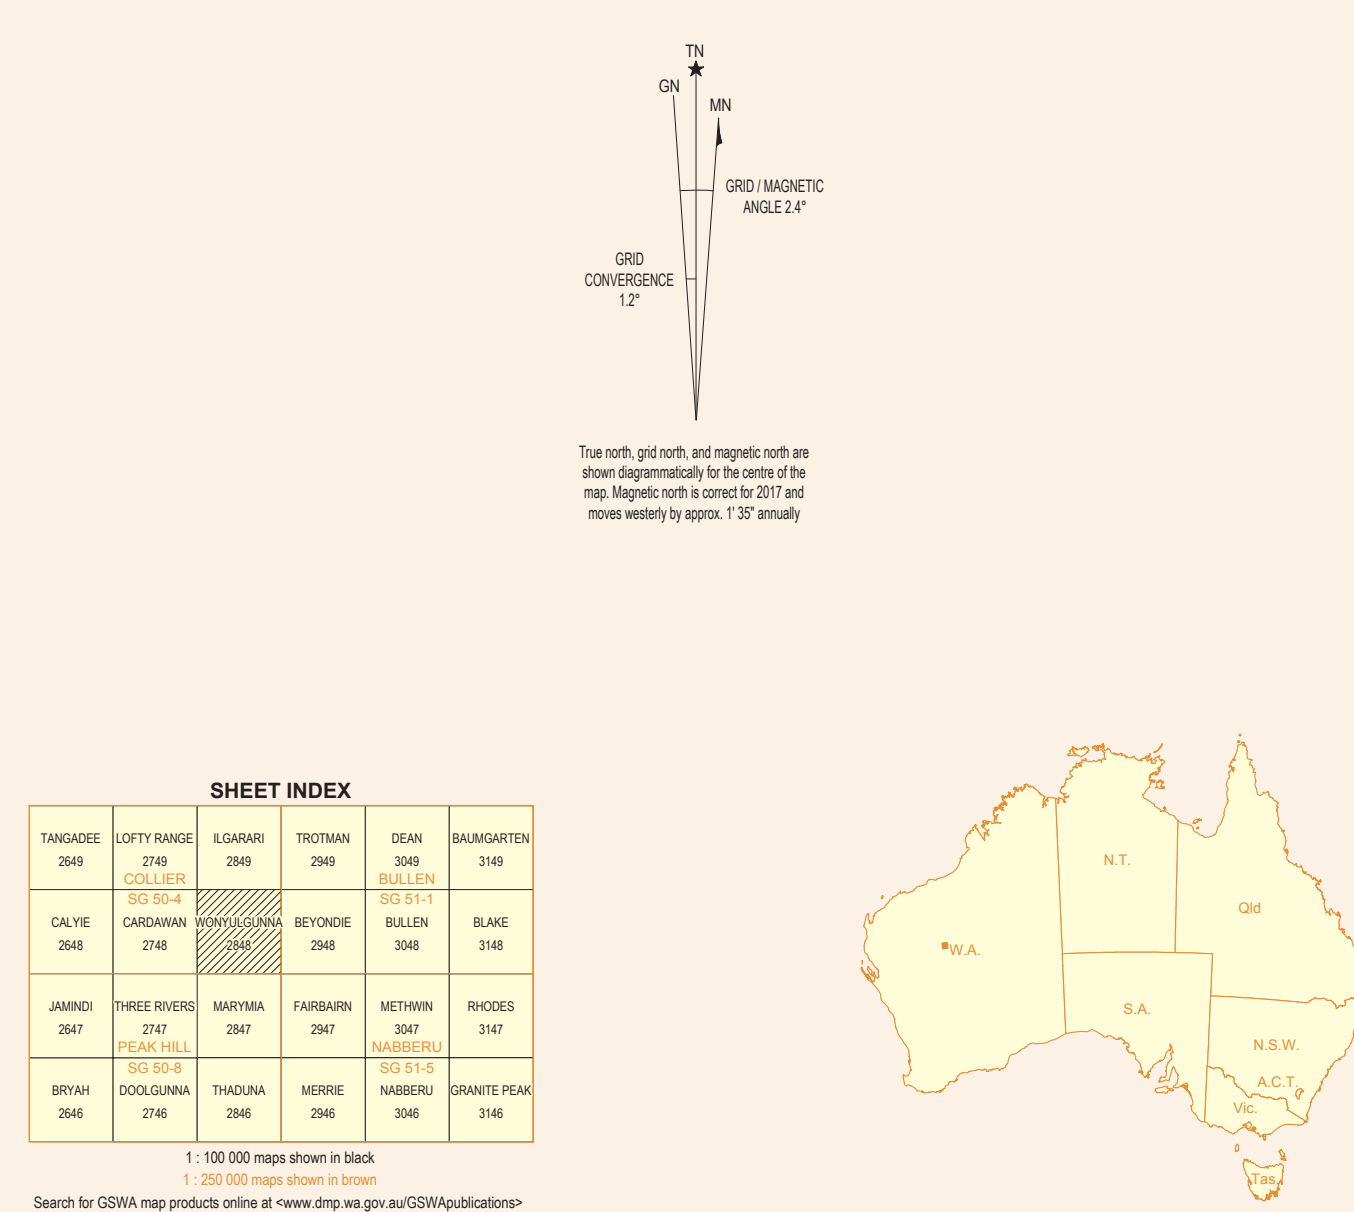 TN
GN
MN
GRID / MAGNETIC
ANGLE 2.4°
GRID
CONVERGENCE
1.2°
True north, grid north, and magnetic north are
shown diagrammatically for the centre of the
map. Magnetic north is correct for 2017 and
moves westerly by approx. 1' 35" annually
SHEET INDEX
TANGADEE LOFTY RANGE ILGARARI TROTMAN DEAN BAUMGARTEN
2649 2749 2849 2949 3049 3149
COLLIER BULLEN
SG 50-4 SG 51-1
CALYIE CARDAWAN WONYULGUNNA BEYONDIE BULLEN BLAKE
2648 2748 2848 2948 3048 3148
JAMINDI THREE RIVERS MARYMIA FAIRBAIRN METHWIN RHODES
2647 2747 2847 2947 3047 3147
PEAK HILL NABBERU
SG 50-8 SG 51-5
BRYAH DOOLGUNNA THADUNA MERRIE NABBERU GRANITE PEAK
2646 2746 2846 2946 3046 3146
1 : 100 000 maps shown in black
1 : 250 000 maps shown in brown
Search for GSWA map products online at <www.dmp.wa.gov.au/GSWApublications>
N.T.
Qld
W.A.
S.A.
N.S.W.
A.C.T.
Vic.
Tas.